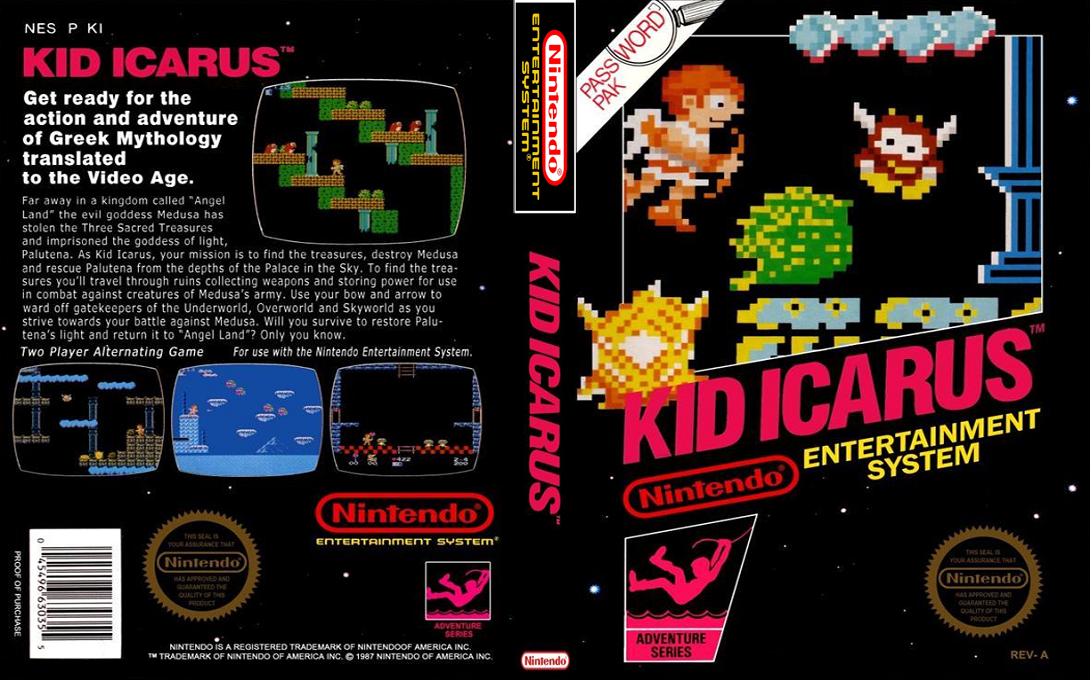 NES P KI
KID ICARUS™
Get ready for the
action and adventure
of Greek Mythology
translated
to the Video Age.
Far away in a kingdom called "Angel
Land" the evil goddess Medusa has
stolen the Three Sacred Treasures
and imprisoned the goddess of light,
Palutena. As Kid Icarus, your mission is to find the treasures, destroy Medusa
and rescue Palutena from the depths of the Palace in the Sky. To find the trea-
sures you'll travel through ruins collecting weapons and storing power for use
in combat against creatures of Medusa's army. Use your bow and arrow to
ward off gatekeepers of the Underworld, Overworld and Skyworld as you
strive towards your battle against Medusa. Will you survive to restore Palu-
tena's light and return it to "Angel Land"? Only you know.
Two Player Alternating Game For use with the Nintendo Entertainment System.
Nintendo®
ENTERTAINMENT SYSTEM®
PROOF OF PURCHASE
0 45496 63035 5
THIS SEAL IS
YOUR ASSURANCE THAT
Nintendo®
HAS APPROVED AND
GUARANTEED THE
QUALITY OF THIS
PRODUCT
ADVENTURE
SERIES
NINTENDO IS A REGISTERED TRADEMARK OF NINTENDOOF AMERICA INC.
™ TRADEMARK OF NINTENDO OF AMERICA INC. © 1987 NINTENDO OF AMERICA INC.
Nintendo®
ENTERTAINMENT
SYSTEM®
KID ICARUS™
Nintendo
PASSWORD
PAK
KID ICARUS™
Nintendo®
ENTERTAINMENT
SYSTEM
ADVENTURE
SERIES
THIS SEAL IS
YOUR ASSURANCE THAT
Nintendo®
HAS APPROVED AND
GUARANTEED THE
QUALITY OF THIS
PRODUCT
REV- A